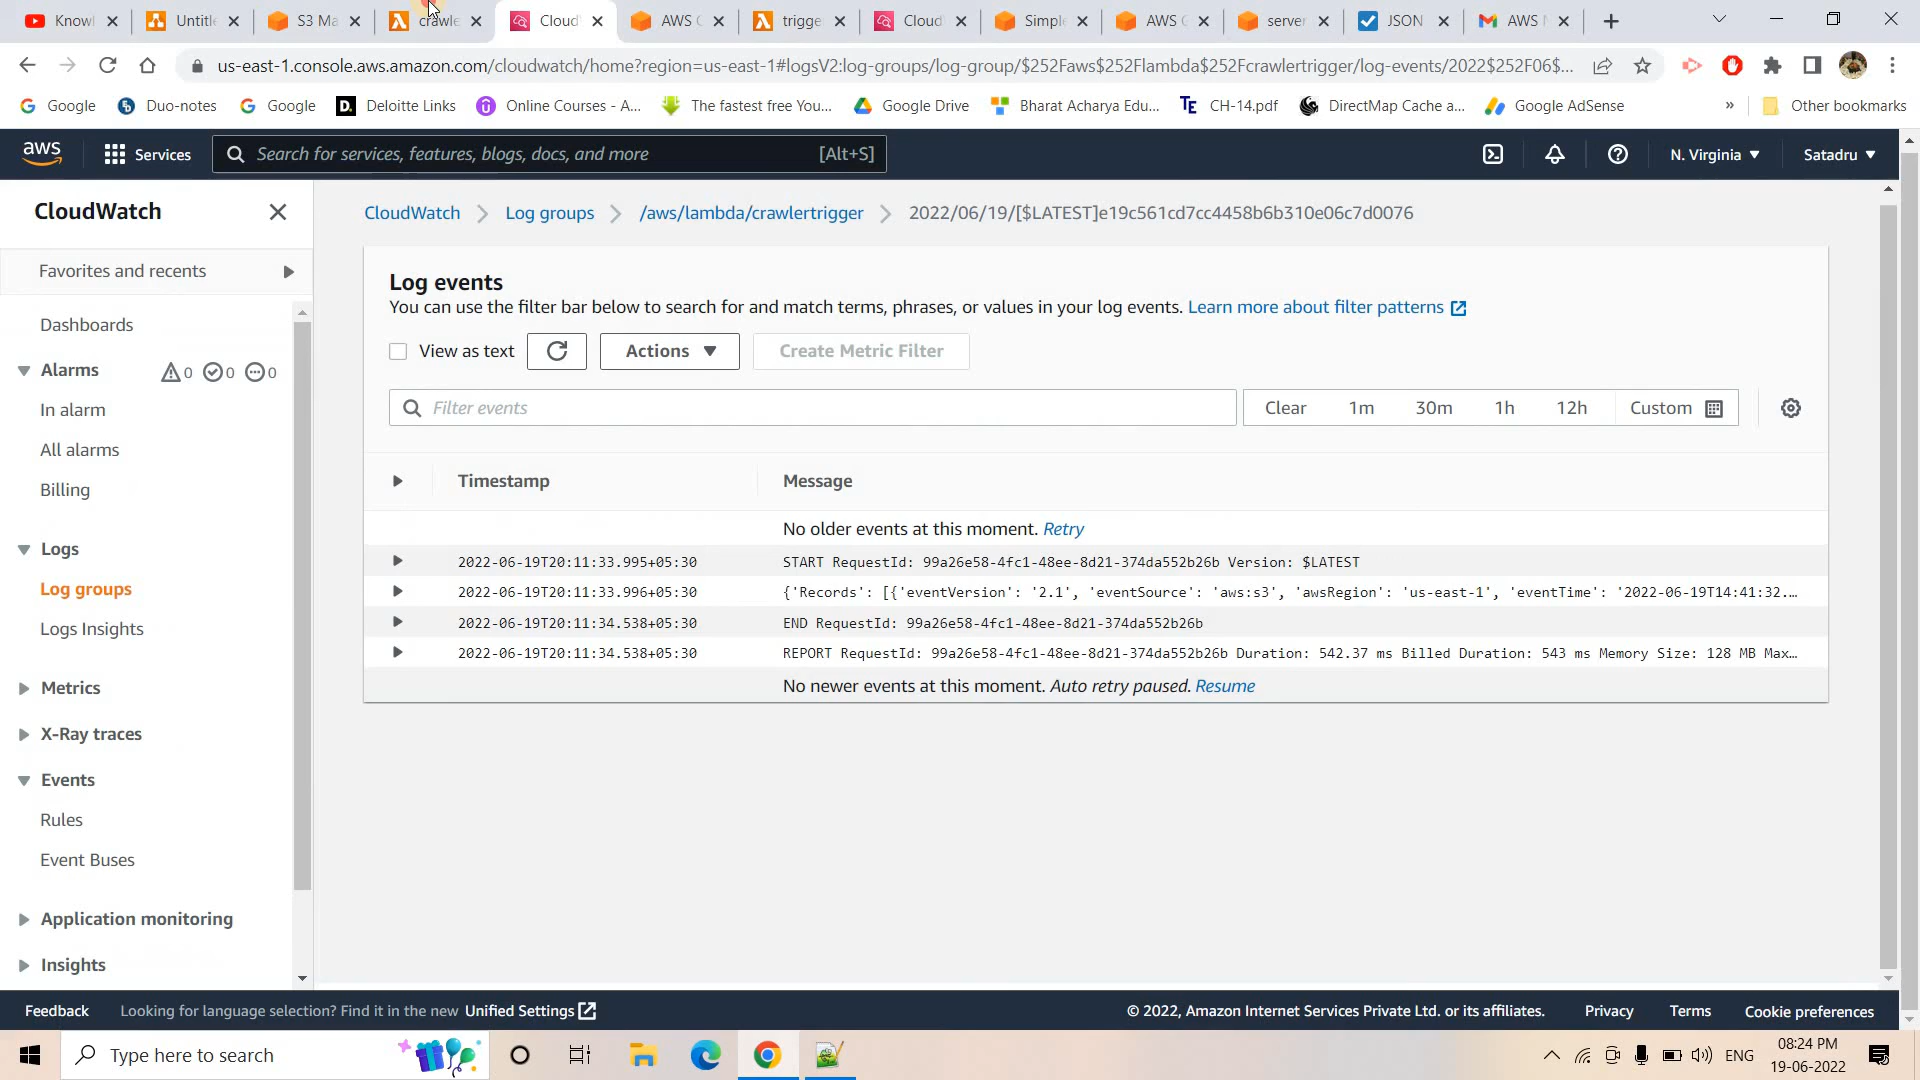 Knowl
Untitle
S3 Ma
crawle
Cloud
AWS G
trigge
Cloud
Simple
AWS G
server
JSON
AWS N
us-east-1.console.aws.amazon.com/cloudwatch/home?region=us-east-1#logsV2:log-groups/log-group/$252Faws$252Flambda$252Fcrawlertrigger/log-events/2022$252F06$...
Google
Duo-notes
Google
Deloitte Links
Online Courses - A...
The fastest free You...
Google Drive
Bharat Acharya Edu...
CH-14.pdf
DirectMap Cache a...
Google AdSense
»
Other bookmarks
aws
Services
Search for services, features, blogs, docs, and more
[Alt+S]
N. Virginia
Satadru
CloudWatch
Favorites and recents
Dashboards
Alarms 0 0 0
In alarm
All alarms
Billing
Logs
Log groups
Logs Insights
Metrics
X-Ray traces
Events
Rules
Event Buses
Application monitoring
Insights
CloudWatch
Log groups
/aws/lambda/crawlertrigger
2022/06/19/[$LATEST]e19c561cd7cc4458b6b310e06c7d0076
Log events
You can use the filter bar below to search for and match terms, phrases, or values in your log events. Learn more about filter patterns
View as text
Actions
Create Metric Filter
Filter events
Clear 1m 30m 1h 12h Custom
Timestamp Message
No older events at this moment. Retry
2022-06-19T20:11:33.995+05:30 START RequestId: 99a26e58-4fc1-48ee-8d21-374da552b26b Version: $LATEST
2022-06-19T20:11:33.996+05:30 {'Records': [{'eventVersion': '2.1', 'eventSource': 'aws:s3', 'awsRegion': 'us-east-1', 'eventTime': '2022-06-19T14:41:32.…
2022-06-19T20:11:34.538+05:30 END RequestId: 99a26e58-4fc1-48ee-8d21-374da552b26b
2022-06-19T20:11:34.538+05:30 REPORT RequestId: 99a26e58-4fc1-48ee-8d21-374da552b26b Duration: 542.37 ms Billed Duration: 543 ms Memory Size: 128 MB Max…
No newer events at this moment. Auto retry paused. Resume
Feedback
Looking for language selection? Find it in the new Unified Settings
© 2022, Amazon Internet Services Private Ltd. or its affiliates.
Privacy
Terms
Cookie preferences
Type here to search
ENG
08:24 PM
19-06-2022